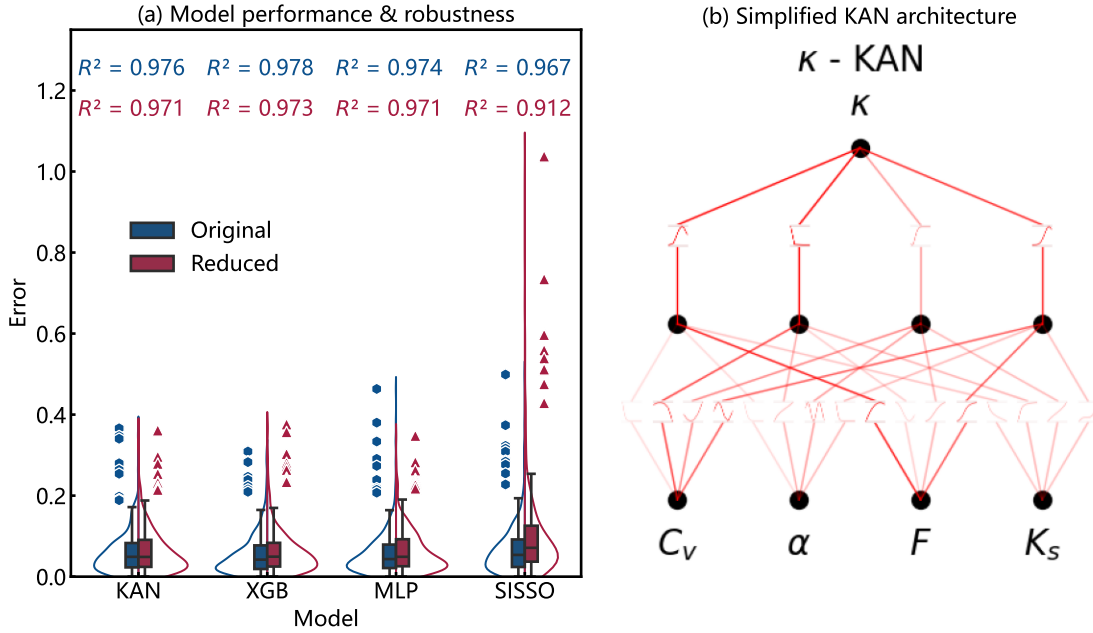 (a) Model performance & robustness
R² = 0.976 R² = 0.978 R² = 0.974 R² = 0.967
R² = 0.971 R² = 0.973 R² = 0.971 R² = 0.912
1.2
1.0
0.8
0.6
0.4
0.2
0.0
Error
Original
Reduced
KAN XGB MLP SISSO
Model
(b) Simplified KAN architecture
κ - KAN
κ
C_v α F K_s